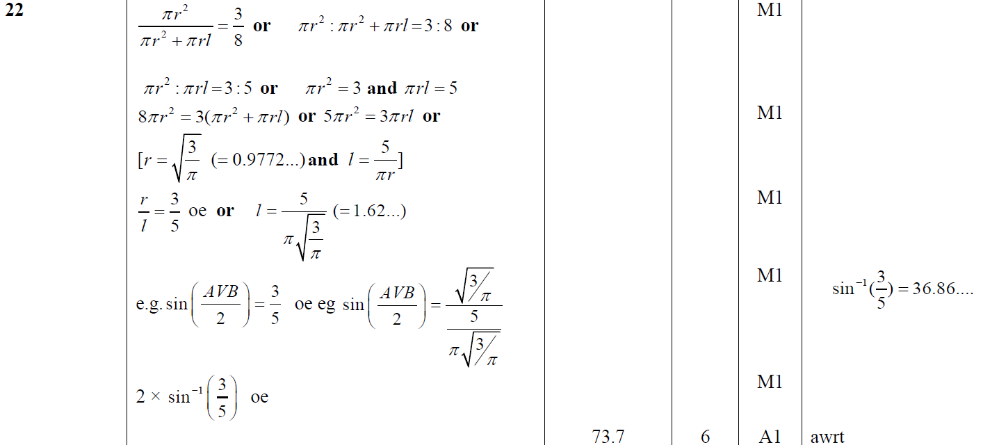 22 $\frac{\pi r^2}{\pi r^2 + \pi rl} = \frac{3}{8}$ or $\pi r^2 : \pi r^2 + \pi rl = 3 : 8$ or M1
$\pi r^2 : \pi rl = 3 : 5$ or $\pi r^2 = 3$ and $\pi rl = 5$
$8\pi r^2 = 3(\pi r^2 + \pi rl)$ or $5\pi r^2 = 3\pi rl$ or M1
$[r = \sqrt{\frac{3}{\pi}}$ (= 0.9772...) and $l = \frac{5}{\pi r}]$
$\frac{r}{l} = \frac{3}{5}$ oe or $l = \frac{5}{\pi\sqrt{\frac{3}{\pi}}}$ (= 1.62...) M1
e.g. $\sin\left(\frac{AVB}{2}\right) = \frac{3}{5}$ oe eg $\sin\left(\frac{AVB}{2}\right) = \frac{\sqrt{3/\pi}}{\frac{5}{\pi\sqrt{3/\pi}}}$ M1 $\sin^{-1}(\frac{3}{5}) = 36.86....$
$2 \times \sin^{-1}\left(\frac{3}{5}\right)$ oe M1
73.7 6 A1 awrt